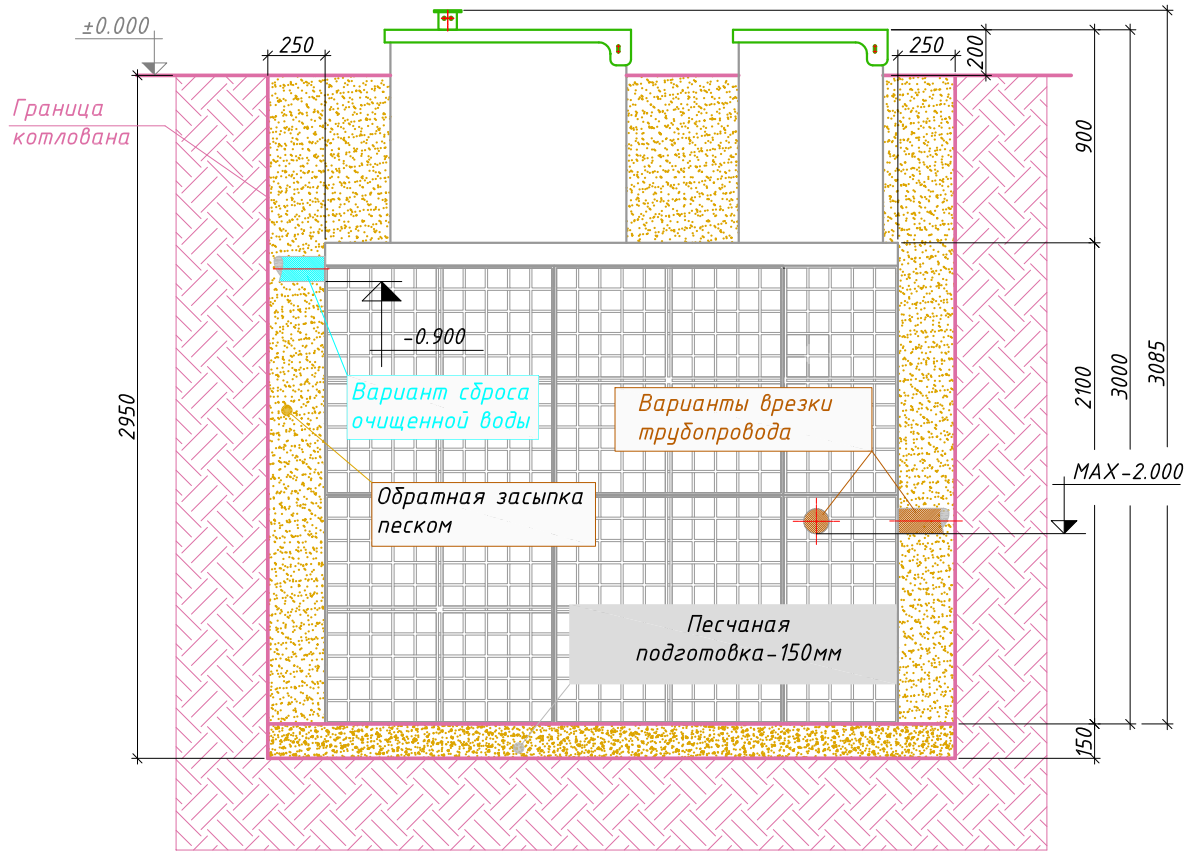 ±0.000
250
250
200
Граница
котлована
900
-0.900
2950
Вариант сброса
очищенной воды
Варианты врезки
трубопровода
2100
3000
3085
MAX-2.000
Обратная засыпка
песком
Песчаная
подготовка-150мм
150